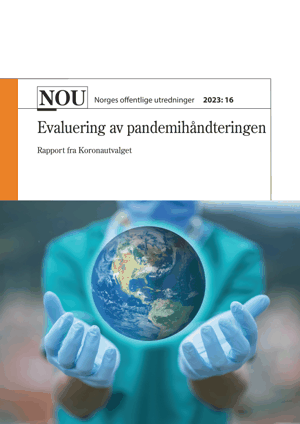 NOU Norges offentlige utredninger 2023: 16
Evaluering av pandemihåndteringen
Rapport fra Koronautvalget